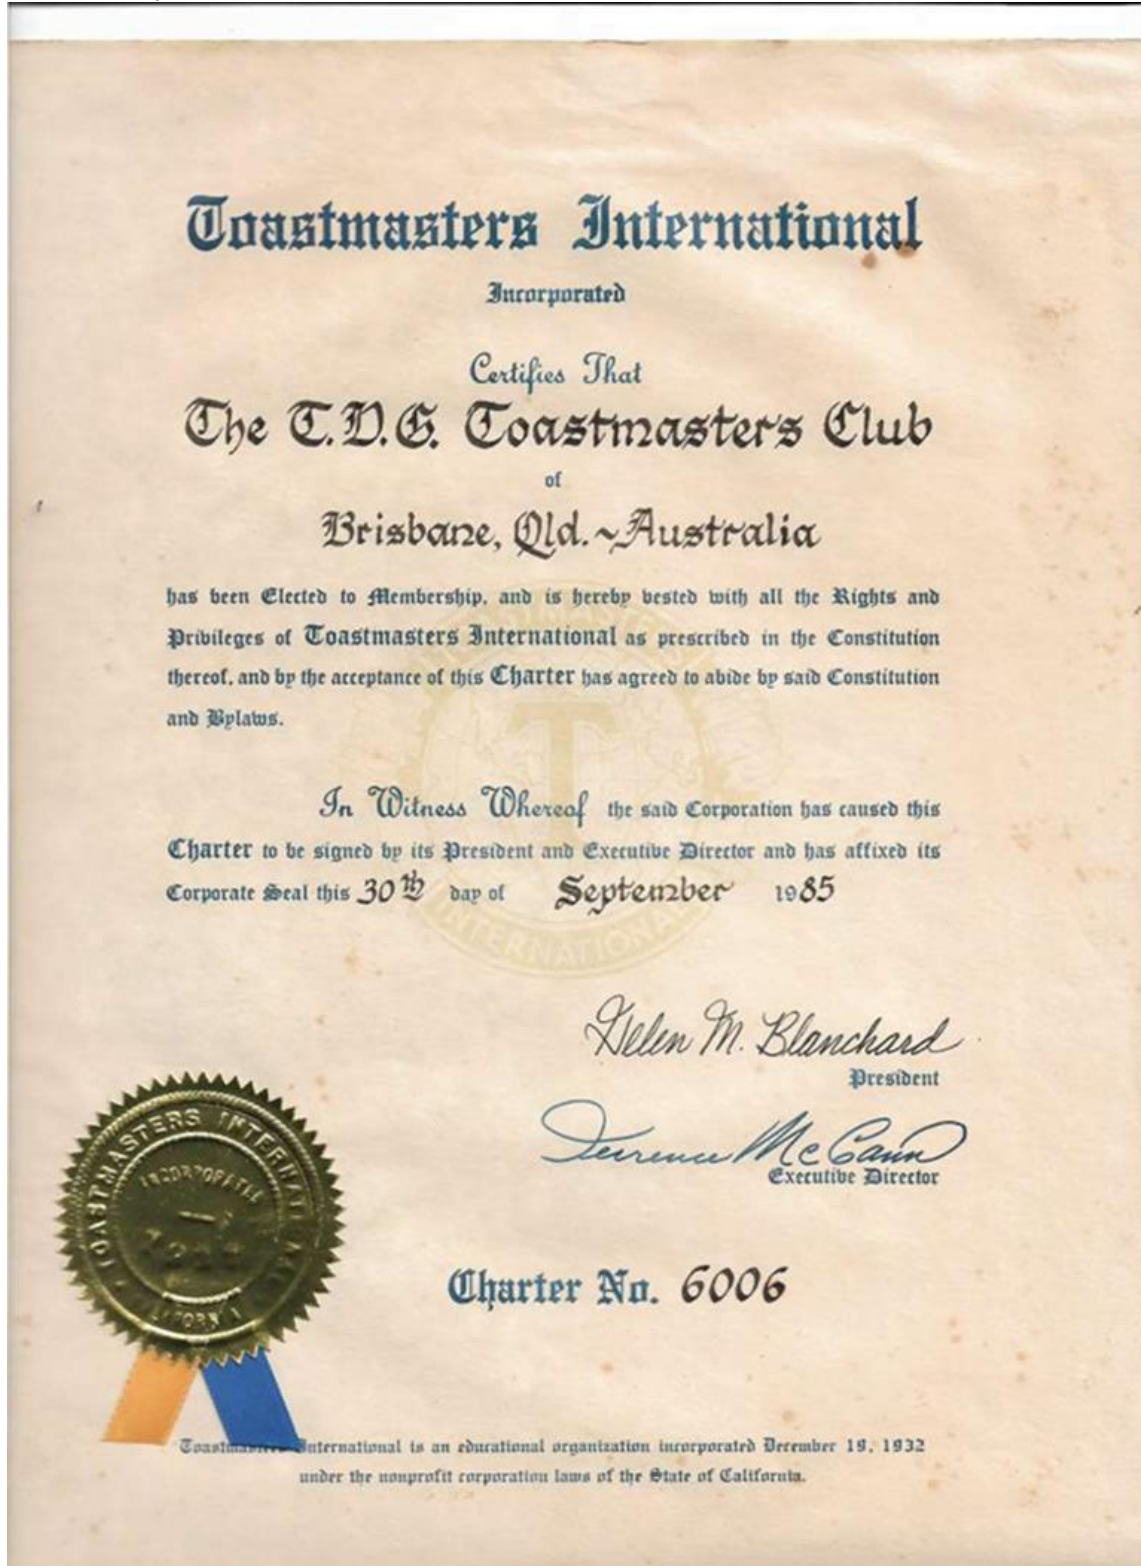 Toastmasters International
Incorporated
Certifies That
The T.D.G. Toastmasters Club
of
Brisbane, Qld. ~ Australia
has been Elected to Membership, and is hereby vested with all the Rights and
Privileges of Toastmasters International as prescribed in the Constitution
thereof, and by the acceptance of this Charter has agreed to abide by said Constitution
and Bylaws.
In Witness Whereof the said Corporation has caused this
Charter to be signed by its President and Executive Director and has affixed its
Corporate Seal this 30th day of September 1985
INTERNATIONAL
Helen M. Blanchard
President
Terrence McCann
Executive Director
TOASTMASTERS INTERNATIONAL
INCORPORATED
Charter No. 6006
Toastmasters International is an educational organization incorporated December 19, 1932
under the nonprofit corporation laws of the State of California.